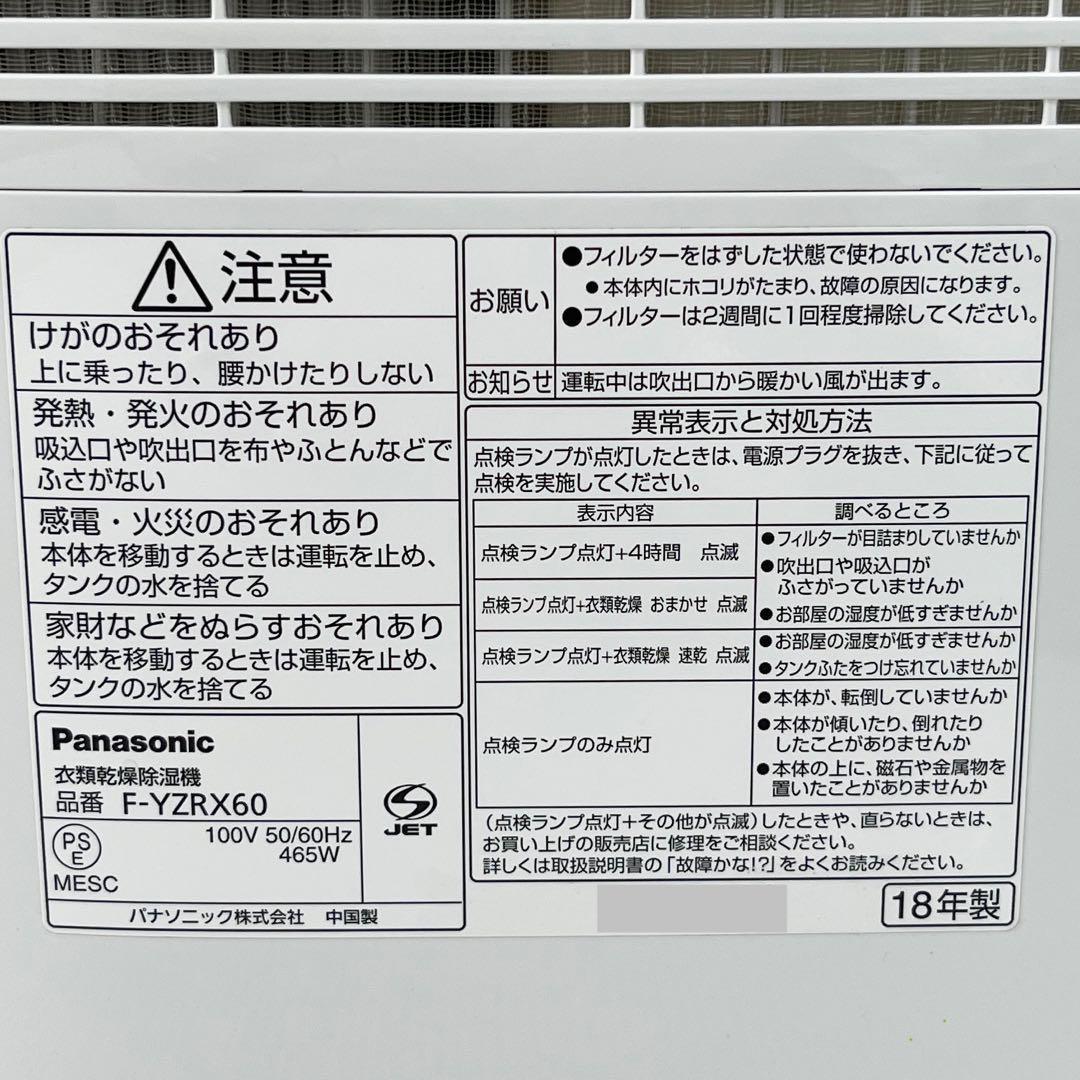 注意
けがのおそれあり
上に乗ったり、腰かけたりしない
発熱・発火のおそれあり
吸込口や吹出口を布やふとんなどで
ふさがない
感電・火災のおそれあり
本体を移動するときは運転を止め、
タンクの水を捨てる
家財などをぬらすおそれあり
本体を移動するときは運転を止め、
タンクの水を捨てる
Panasonic
衣類乾燥除湿機
品番 F-YZRX60
100V 50/60Hz
465W
PS
E
MESC
JET
パナソニック株式会社 中国製
お願い
●フィルターをはずした状態で使わないでください。
●本体内にホコリがたまり、故障の原因になります。
●フィルターは2週間に1回程度掃除してください。
お知らせ 運転中は吹出口から暖かい風が出ます。
異常表示と対処方法
点検ランプが点灯したときは、電源プラグを抜き、下記に従って
点検を実施してください。
表示内容 調べるところ
点検ランプ点灯+4時間 点滅
点検ランプ点灯+衣類乾燥 おまかせ 点滅
●フィルターが目詰まりしていませんか
●吹出口や吸込口が
ふさがっていませんか
●お部屋の湿度が低すぎませんか
点検ランプ点灯+衣類乾燥 速乾 点滅
●お部屋の湿度が低すぎませんか
●タンクふたをつけ忘れていませんか
点検ランプのみ点灯
●本体が、転倒していませんか
●本体が傾いたり、倒れたり
したことがありませんか
●本体の上に、磁石や金属物を
置いたことがありませんか
(点検ランプ点灯+その他が点滅)したときや、直らないときは、
お買い上げの販売店に修理をご相談ください。
詳しくは取扱説明書の「故障かな!?」をよくお読みください。
18年製